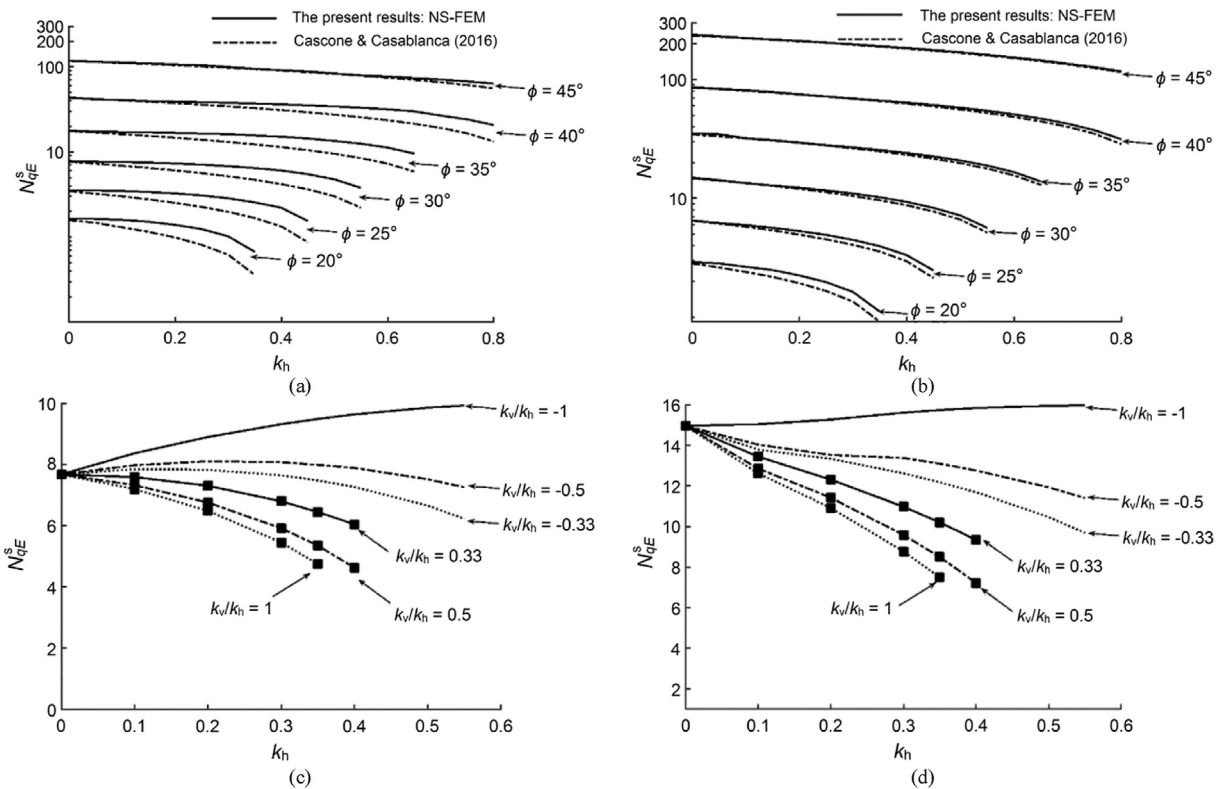 The present results: NS-FEM
Cascone & Casablanca (2016)
300
200
100
10
N^s_qE
ϕ = 45°
ϕ = 40°
ϕ = 35°
ϕ = 30°
ϕ = 25°
ϕ = 20°
0 0.2 0.4 0.6 0.8
k_h
(a)
The present results: NS-FEM
Cascone & Casablanca (2016)
300
200
100
10
N^s_qE
ϕ = 45°
ϕ = 40°
ϕ = 35°
ϕ = 30°
ϕ = 25°
ϕ = 20°
0 0.2 0.4 0.6 0.8
k_h
(b)
10
8
6
4
2
0
N^s_qE
k_v/k_h = -1
k_v/k_h = -0.5
k_v/k_h = -0.33
k_v/k_h = 0.33
k_v/k_h = 0.5
k_v/k_h = 1
0 0.1 0.2 0.3 0.4 0.5 0.6
k_h
(c)
16
14
12
10
8
6
4
2
N^s_qE
k_v/k_h = -1
k_v/k_h = -0.5
k_v/k_h = -0.33
k_v/k_h = 0.33
k_v/k_h = 0.5
k_v/k_h = 1
0 0.1 0.2 0.3 0.4 0.5 0.6
k_h
(d)